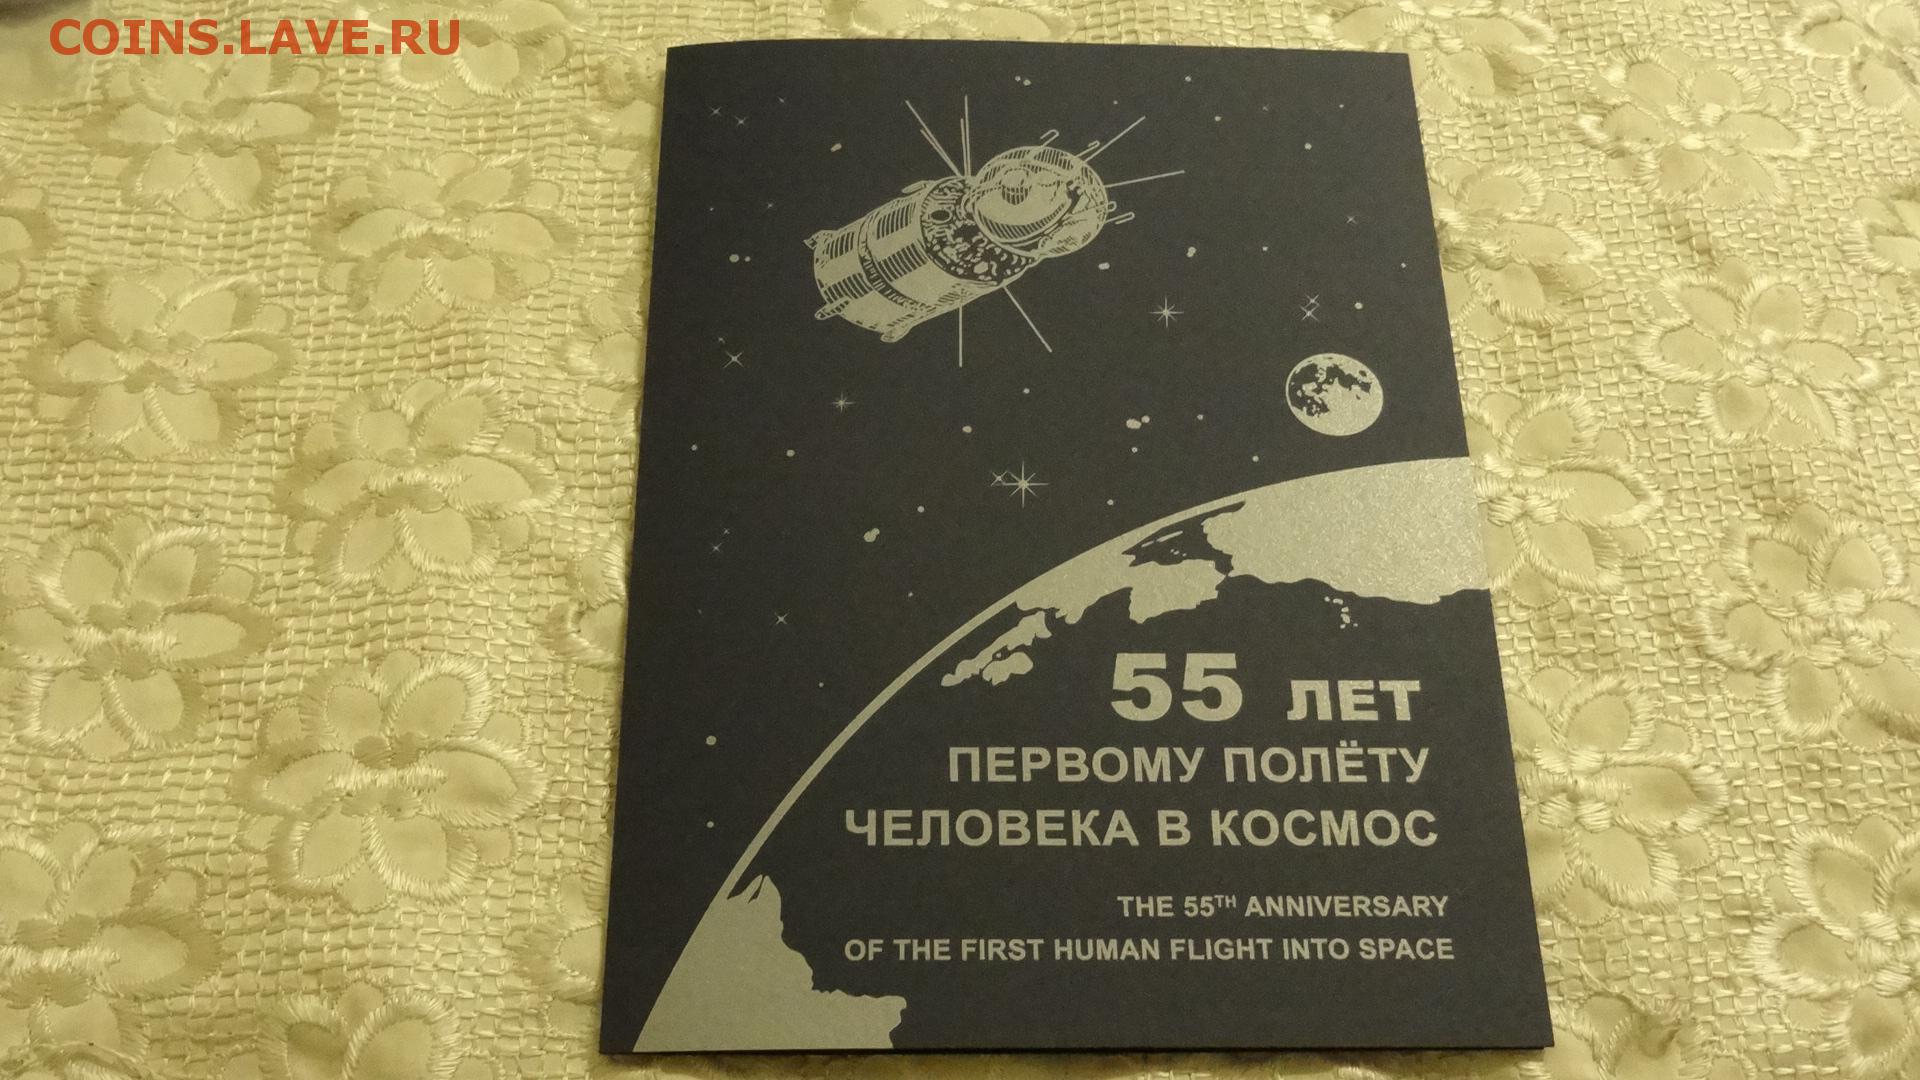 COINS.LAVE.RU
55 ЛЕТ
ПЕРВОМУ ПОЛЁТУ
ЧЕЛОВЕКА В КОСМОС
THE 55TH ANNIVERSARY
OF THE FIRST HUMAN FLIGHT INTO SPACE